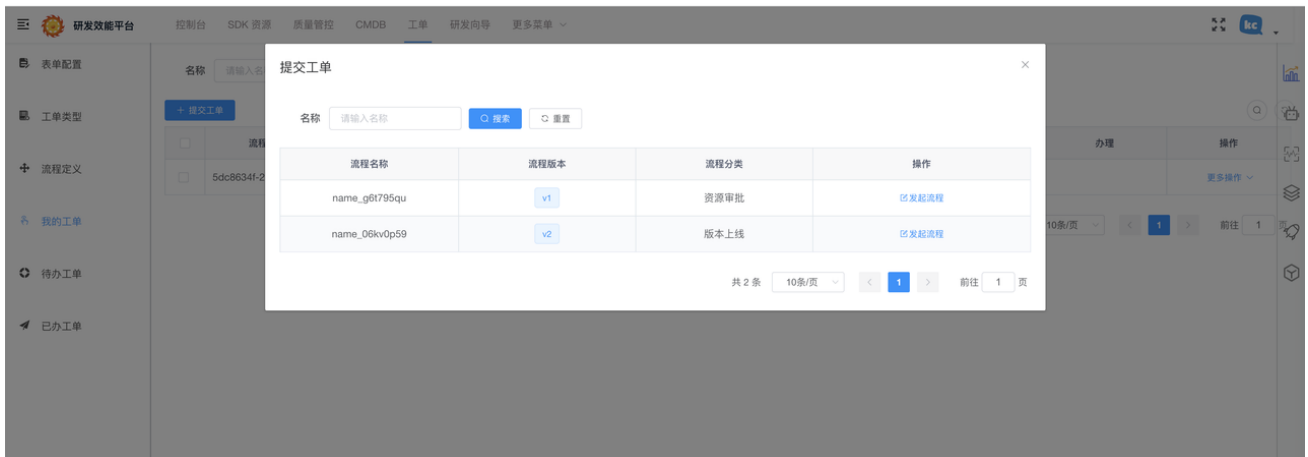 研发效能平台 控制台 SDK 资源 质量管控 CMDB 工单 研发向导 更多菜单 kc
表单配置
工单类型
流程定义
我的工单
待办工单
已办工单
名称 请输入名
+ 提交工单
流程 办理 操作
5dc8634f-2 更多操作
10条/页 1 前往 1 页
提交工单
名称 请输入名称 搜索 重置
流程名称 流程版本 流程分类 操作
name_g6t795qu v1 资源审批 发起流程
name_06kv0p59 v2 版本上线 发起流程
共 2 条 10条/页 1 前往 1 页